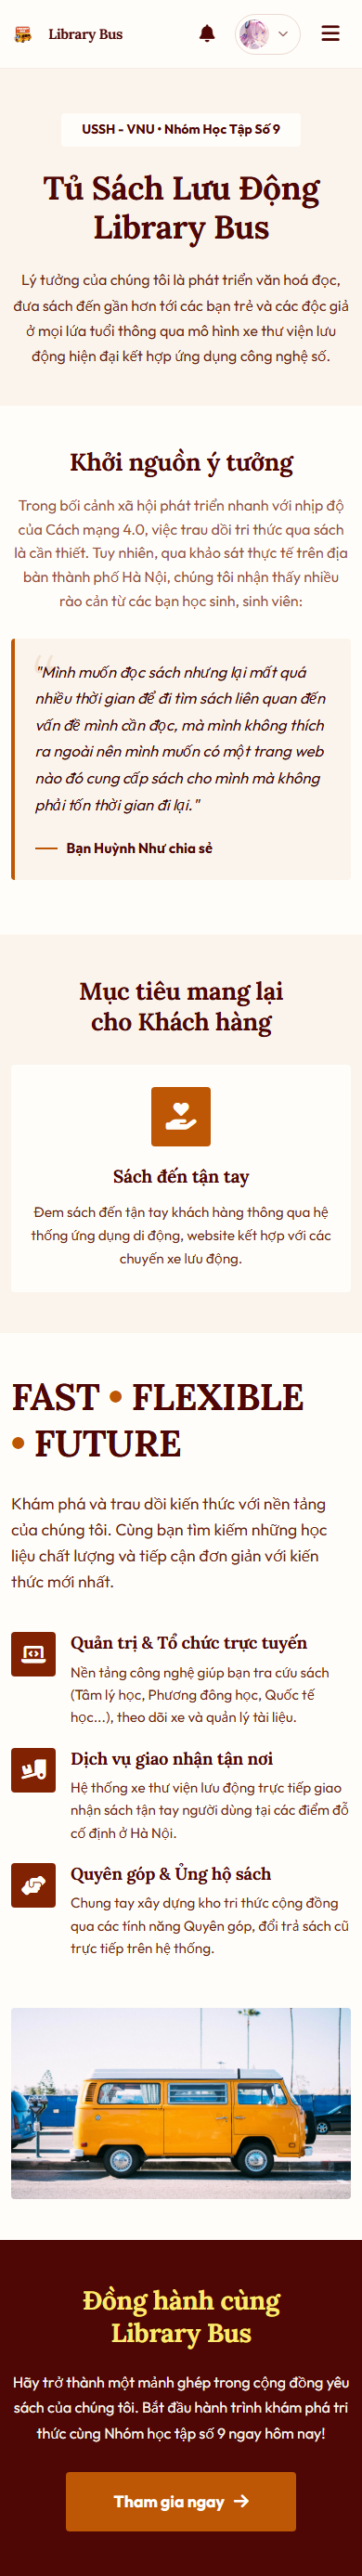 Library Bus
USSH - VNU • Nhóm Học Tập Số 9
Tủ Sách Lưu Động
Library Bus
Lý tưởng của chúng tôi là phát triển văn hoá đọc,
đưa sách đến gần hơn tới các bạn trẻ và các độc giả
ở mọi lứa tuổi thông qua mô hình xe thư viện lưu
động hiện đại kết hợp ứng dụng công nghệ số.
Khởi nguồn ý tưởng
Trong bối cảnh xã hội phát triển nhanh với nhịp độ
của Cách mạng 4.0, việc trau dồi tri thức qua sách
là cần thiết. Tuy nhiên, qua khảo sát thực tế trên địa
bàn thành phố Hà Nội, chúng tôi nhận thấy nhiều
rào cản từ các bạn học sinh, sinh viên:
"Mình muốn đọc sách nhưng lại mất quá
nhiều thời gian để đi tìm sách liên quan đến
vấn đề mình cần đọc, mà mình không thích
ra ngoài nên mình muốn có một trang web
nào đó cung cấp sách cho mình mà không
phải tốn thời gian đi lại."
Bạn Huỳnh Như chia sẻ
Mục tiêu mang lại
cho Khách hàng
Sách đến tận tay
Đem sách đến tận tay khách hàng thông qua hệ
thống ứng dụng di động, website kết hợp với các
chuyến xe lưu động.
FAST • FLEXIBLE
• FUTURE
Khám phá và trau dồi kiến thức với nền tảng
của chúng tôi. Cùng bạn tìm kiếm những học
liệu chất lượng và tiếp cận đơn giản với kiến
thức mới nhất.
Quản trị & Tổ chức trực tuyến
Nền tảng công nghệ giúp bạn tra cứu sách
(Tâm lý học, Phương đông học, Quốc tế
học...), theo dõi xe và quản lý tài liệu.
Dịch vụ giao nhận tận nơi
Hệ thống xe thư viện lưu động trực tiếp giao
nhận sách tận tay người dùng tại các điểm đỗ
cố định ở Hà Nội.
Quyên góp & Ủng hộ sách
Chung tay xây dựng kho tri thức cộng đồng
qua các tính năng Quyên góp, đổi trả sách cũ
trực tiếp trên hệ thống.
Đồng hành cùng
Library Bus
Hãy trở thành một mảnh ghép trong cộng đồng yêu
sách của chúng tôi. Bắt đầu hành trình khám phá tri
thức cùng Nhóm học tập số 9 ngay hôm nay!
Tham gia ngay →